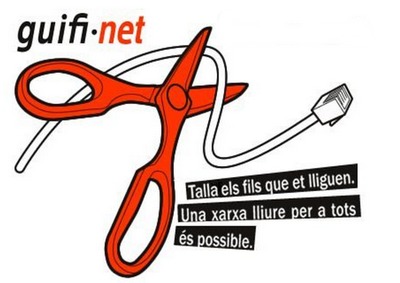 guifi·net
Talla els fils que et lliguen.
Una xarxa lliure per a tots
és possible.